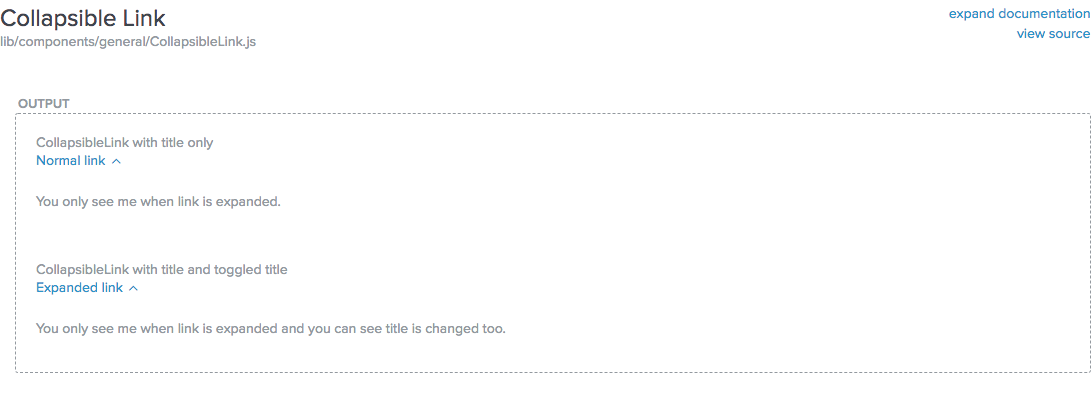 Collapsible Link
expand documentation
lib/components/general/CollapsibleLink.js
view source
OUTPUT
CollapsibleLink with title only
Normal link
You only see me when link is expanded.
CollapsibleLink with title and toggled title
Expanded link
You only see me when link is expanded and you can see title is changed too.